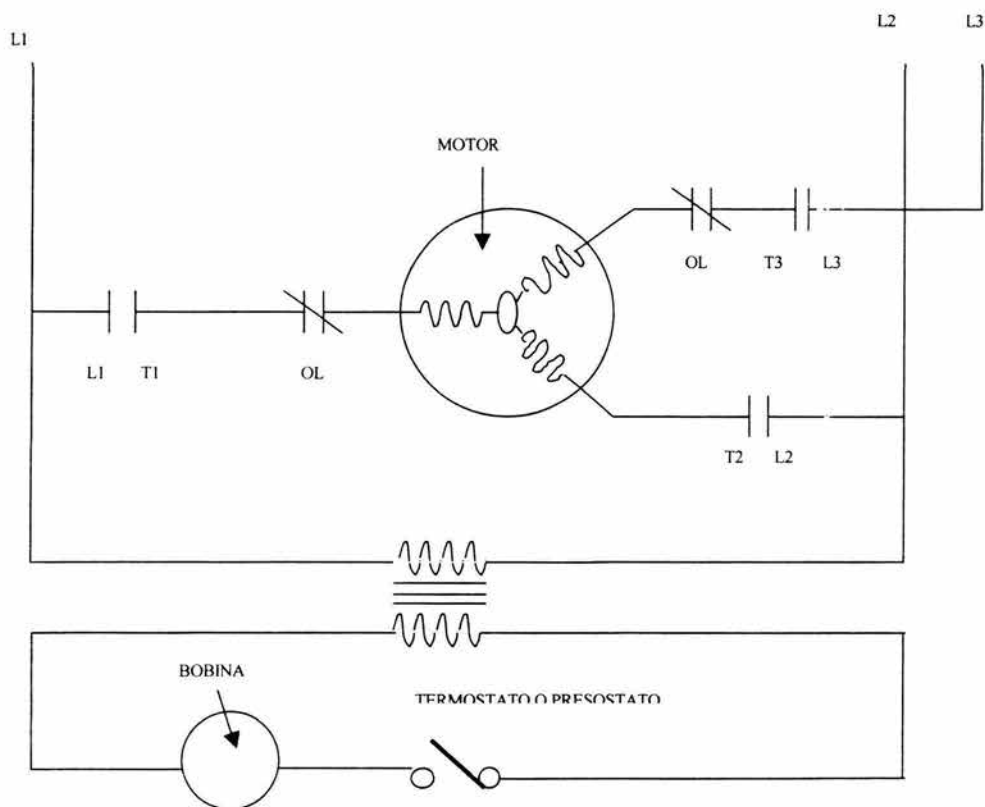 L1
L2
L3
MOTOR
OL
T3
L3
L1
T1
OL
T2
L2
BOBINA
TERMOSTATO O PRESOSTATO